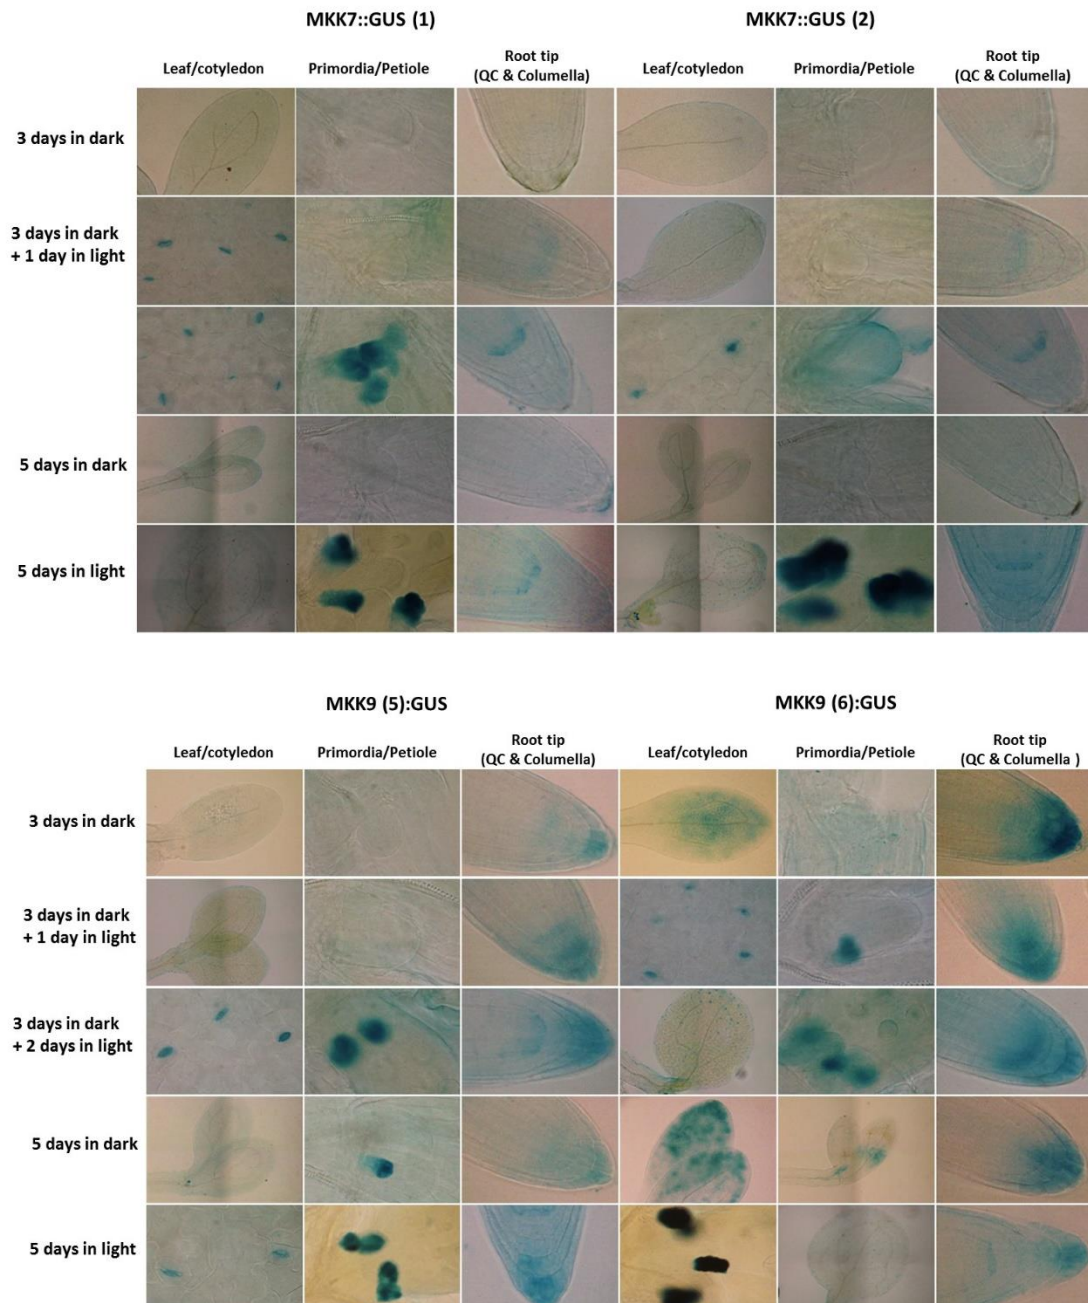 MKK7::GUS (1) MKK7::GUS (2)
Leaf/cotyledon Primordia/Petiole Root tip (QC & Columella) Leaf/cotyledon Primordia/Petiole Root tip (QC & Columella)
3 days in dark
3 days in dark
+ 1 day in light
5 days in dark
5 days in light
MKK9 (5):GUS MKK9 (6):GUS
Leaf/cotyledon Primordia/Petiole Root tip (QC & Columella) Leaf/cotyledon Primordia/Petiole Root tip (QC & Columella )
3 days in dark
3 days in dark
+ 1 day in light
3 days in dark
+ 2 days in light
5 days in dark
5 days in light